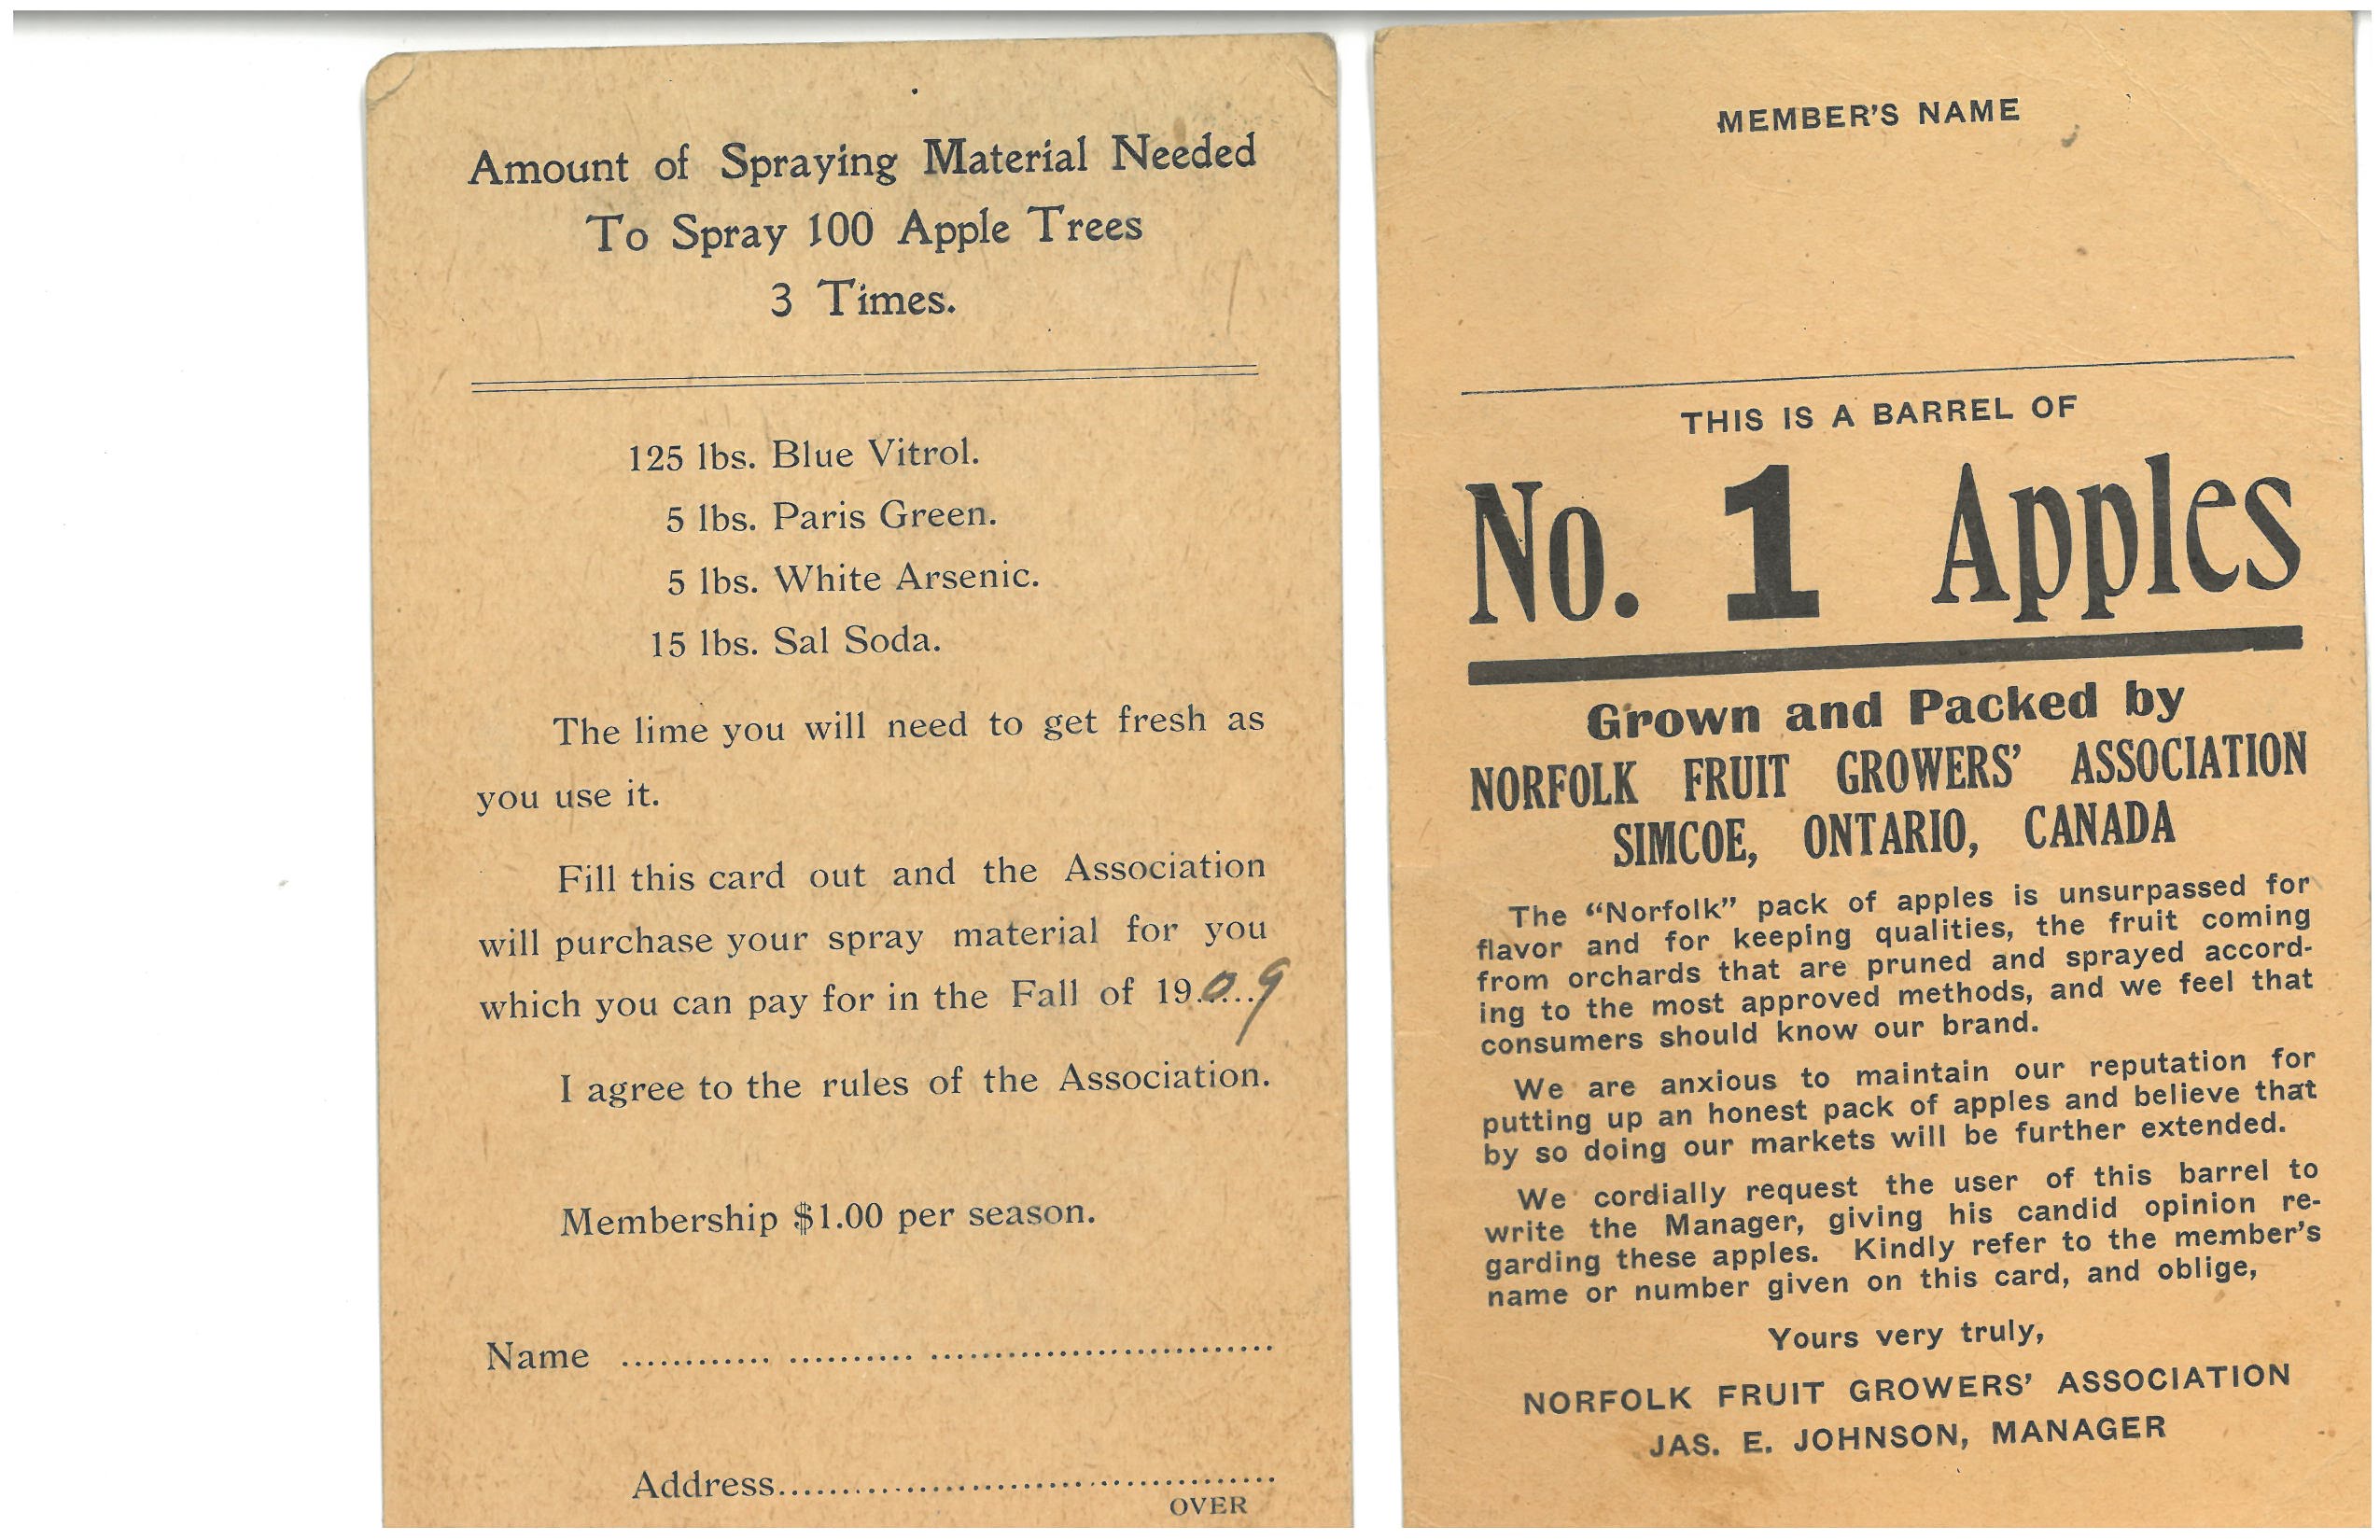 Amount of Spraying Material Needed
To Spray 100 Apple Trees
3 Times.
125 lbs. Blue Vitrol.
5 lbs. Paris Green.
5 lbs. White Arsenic.
15 lbs. Sal Soda.
The lime you will need to get fresh as
you use it.
Fill this card out and the Association
will purchase your spray material for you
which you can pay for in the Fall of 19.0...9
I agree to the rules of the Association.
Membership $1.00 per season.
Name ............ .......... ............................
Address..........................................
OVER
MEMBER'S NAME
THIS IS A BARREL OF
No. 1 Apples
Grown and Packed by
NORFOLK FRUIT GROWERS' ASSOCIATION
SIMCOE, ONTARIO, CANADA
The "Norfolk" pack of apples is unsurpassed for
flavor and for keeping qualities, the fruit coming
from orchards that are pruned and sprayed accord-
ing to the most approved methods, and we feel that
consumers should know our brand.
We are anxious to maintain our reputation for
putting up an honest pack of apples and believe that
by so doing our markets will be further extended.
We cordially request the user of this barrel to
write the Manager, giving his candid opinion re-
garding these apples. Kindly refer to the member's
name or number given on this card, and oblige,
Yours very truly,
NORFOLK FRUIT GROWERS' ASSOCIATION
JAS. E. JOHNSON, MANAGER